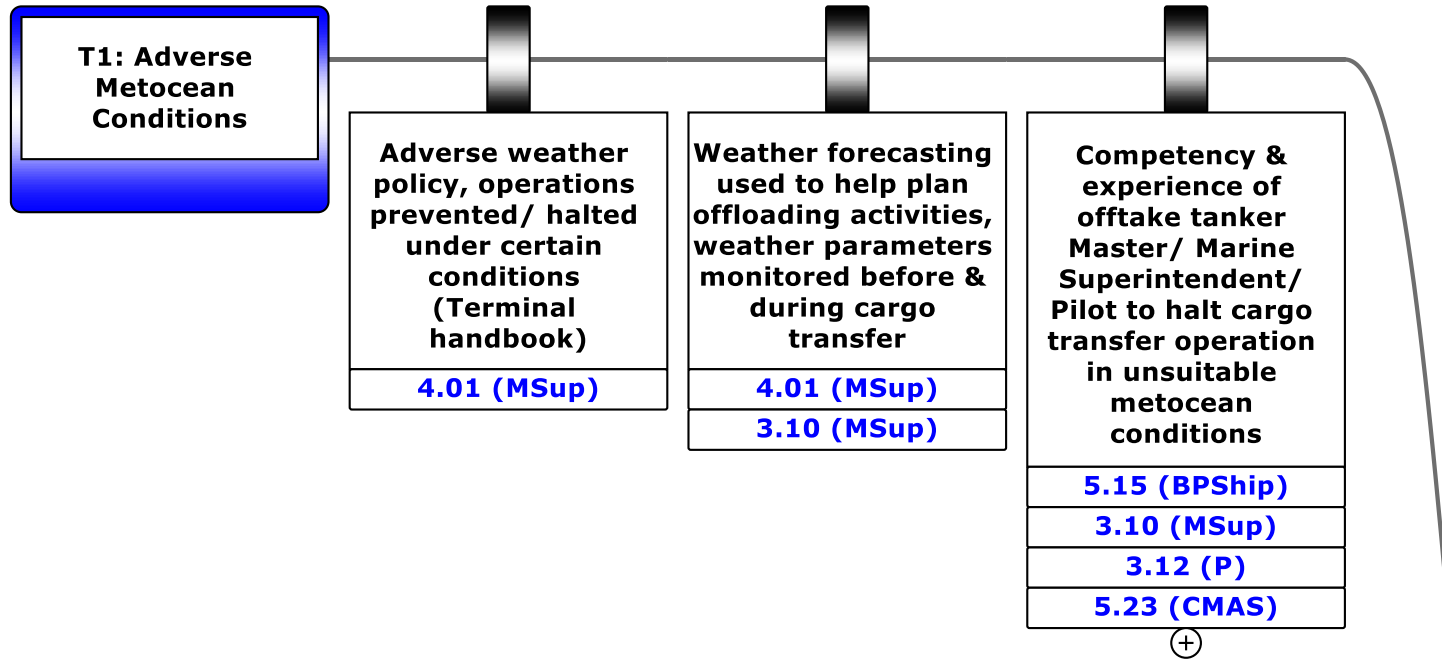 T1: Adverse
Metocean
Conditions
Adverse weather
policy, operations
prevented/ halted
under certain
conditions
(Terminal
handbook)
4.01 (MSup)
Weather forecasting
used to help plan
offloading activities,
weather parameters
monitored before &
during cargo
transfer
4.01 (MSup)
3.10 (MSup)
Competency &
experience of
offtake tanker
Master/ Marine
Superintendent/
Pilot to halt cargo
transfer operation
in unsuitable
metocean
conditions
5.15 (BPShip)
3.10 (MSup)
3.12 (P)
5.23 (CMAS)